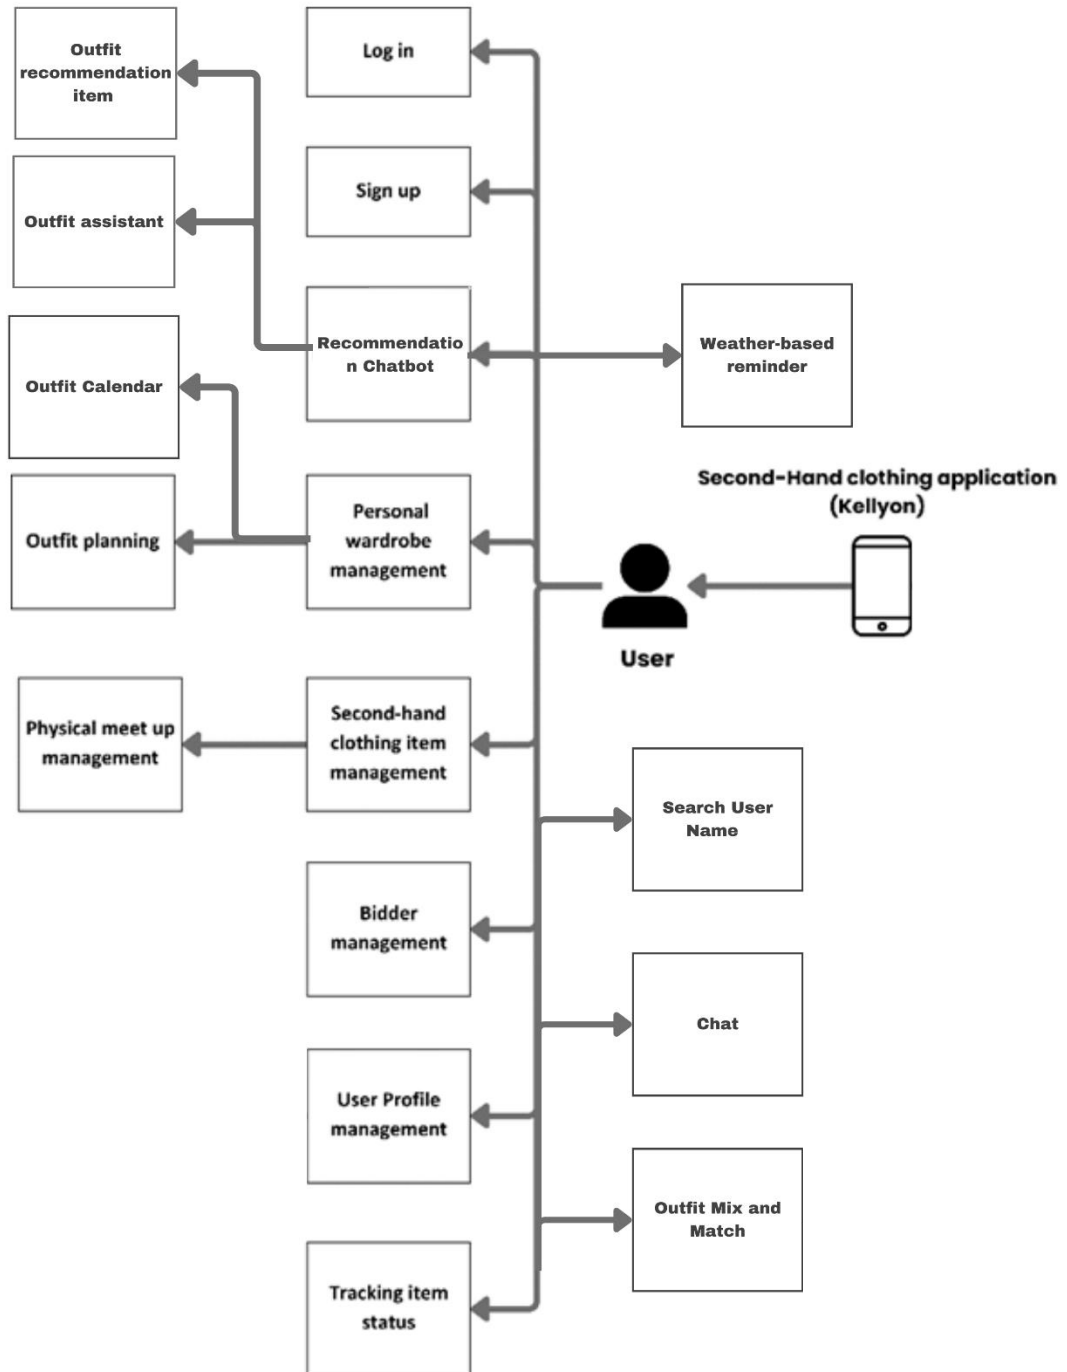 Outfit
recommendation
item
Log in
Sign up
Outfit assistant
Recommendatio
n Chatbot
Weather-based
reminder
Outfit Calendar
Second-Hand clothing application
(Kellyon)
Personal
wardrobe
management
Outfit planning
User
Physical meet up
management
Second-hand
clothing item
management
Search User
Name
Bidder
management
Chat
User Profile
management
Outfit Mix and
Match
Tracking item
status